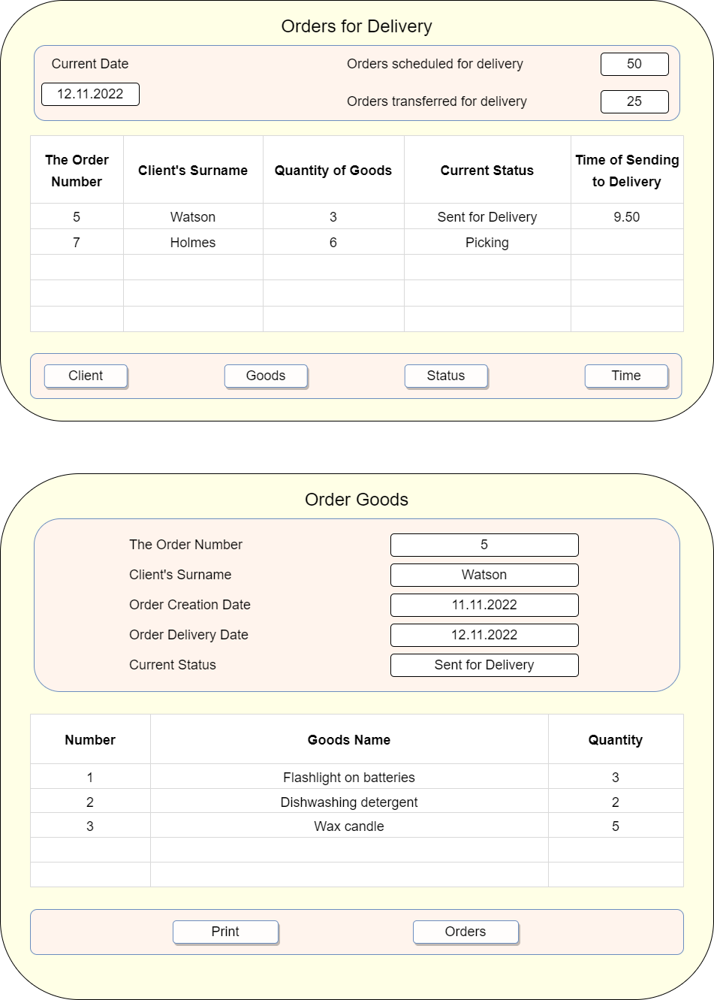 Orders for Delivery
Current Date
Orders scheduled for delivery
50
12.11.2022
Orders transferred for delivery
25
The Order
Number
Client's Surname
Quantity of Goods
Current Status
Time of Sending
to Delivery
5 Watson 3 Sent for Delivery 9.50
7 Holmes 6 Picking
Client Goods Status Time
Order Goods
The Order Number 5
Client's Surname Watson
Order Creation Date 11.11.2022
Order Delivery Date 12.11.2022
Current Status Sent for Delivery
Number Goods Name Quantity
1 Flashlight on batteries 3
2 Dishwashing detergent 2
3 Wax candle 5
Print Orders